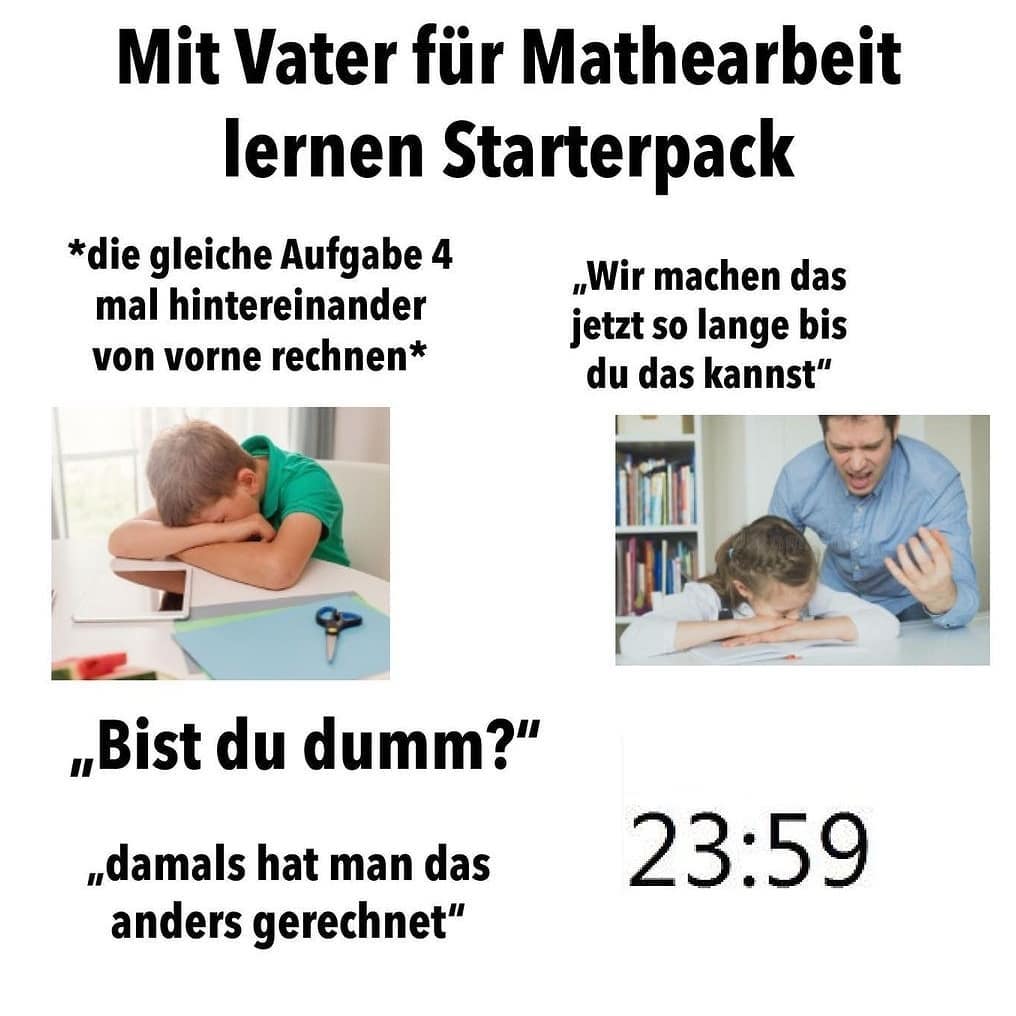 Mit Vater für Mathearbeit
lernen Starterpack
*die gleiche Aufgabe 4
mal hintereinander
von vorne rechnen*
„Wir machen das
jetzt so lange bis
du das kannst“
„Bist du dumm?“
„damals hat man das
anders gerechnet“
23:59